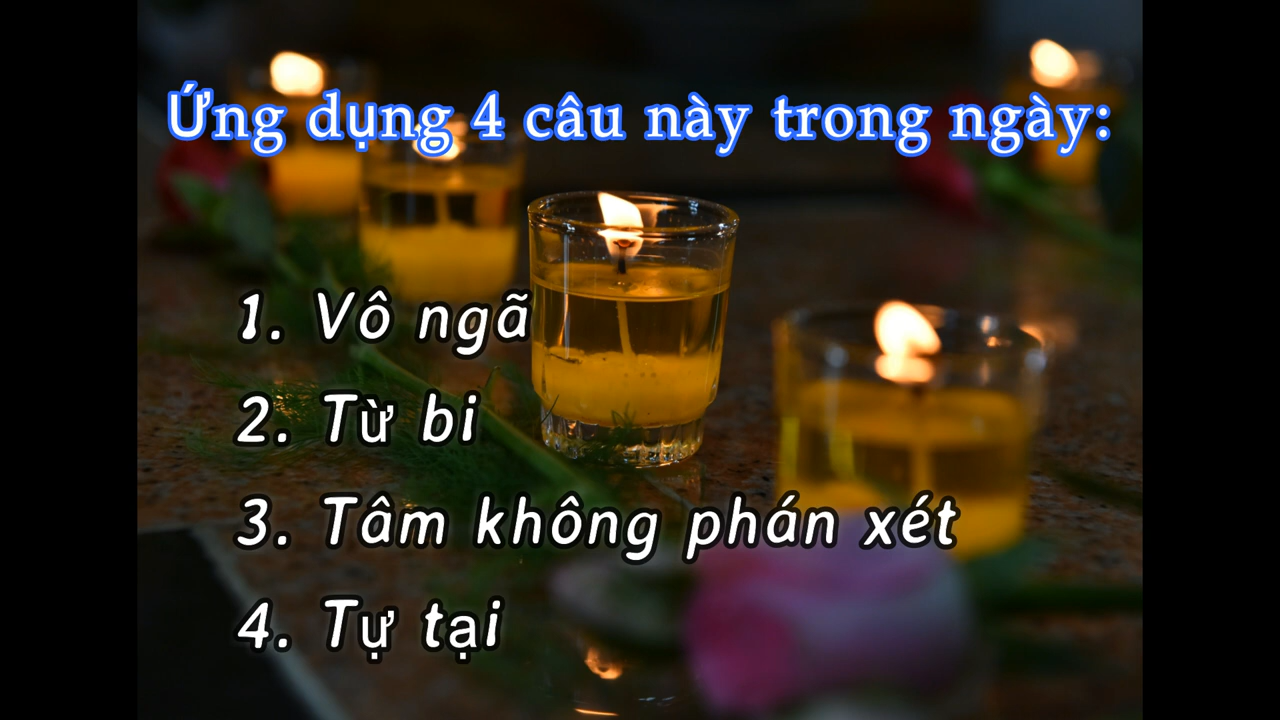 Ứng dụng 4 câu này trong ngày:
1. Vô ngã
2. Từ bi
3. Tâm không phán xét
4. Tự tại